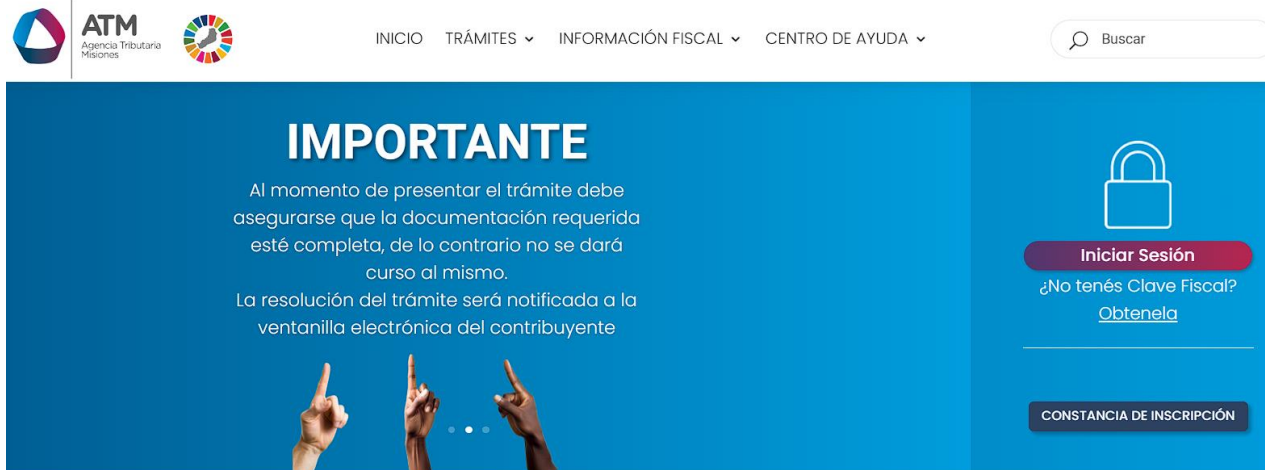 ATM
Agencia Tributaria
Misiones
INICIO TRÁMITES INFORMACIÓN FISCAL CENTRO DE AYUDA
Buscar
IMPORTANTE
Al momento de presentar el trámite debe
asegurarse que la documentación requerida
esté completa, de lo contrario no se dará
curso al mismo.
La resolución del trámite será notificada a la
ventanilla electrónica del contribuyente
Iniciar Sesión
¿No tenés Clave Fiscal?
Obtenela
CONSTANCIA DE INSCRIPCIÓN